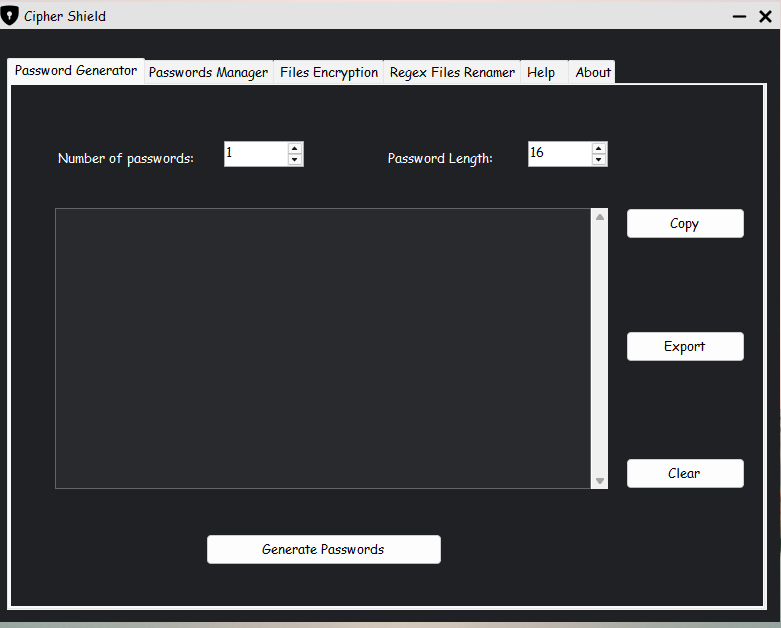 Cipher Shield
Password Generator Passwords Manager Files Encryption Regex Files Renamer Help About
Number of passwords: 1 Password Length: 16
Copy
Export
Clear
Generate Passwords